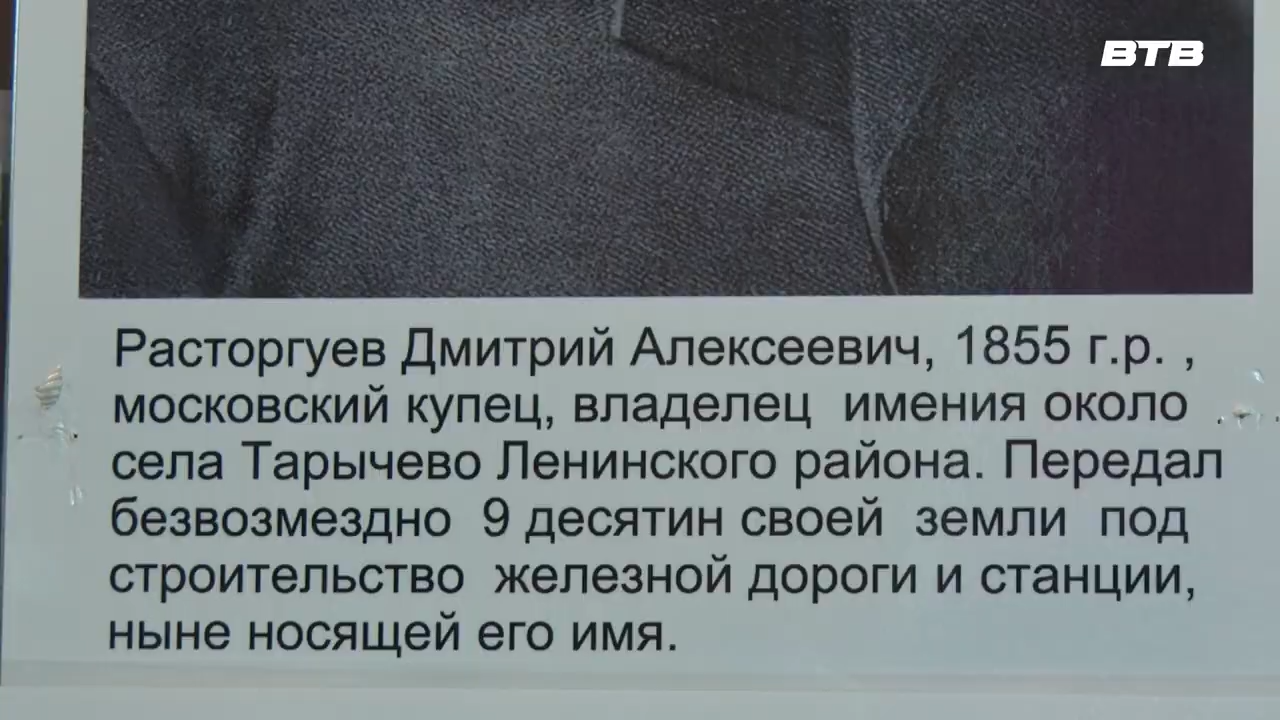 ВТВ
Расторгуев Дмитрий Алексеевич, 1855 г.р. ,
московский купец, владелец имения около
села Тарычево Ленинского района. Передал
безвозмездно 9 десятин своей земли под
строительство железной дороги и станции,
ныне носящей его имя.